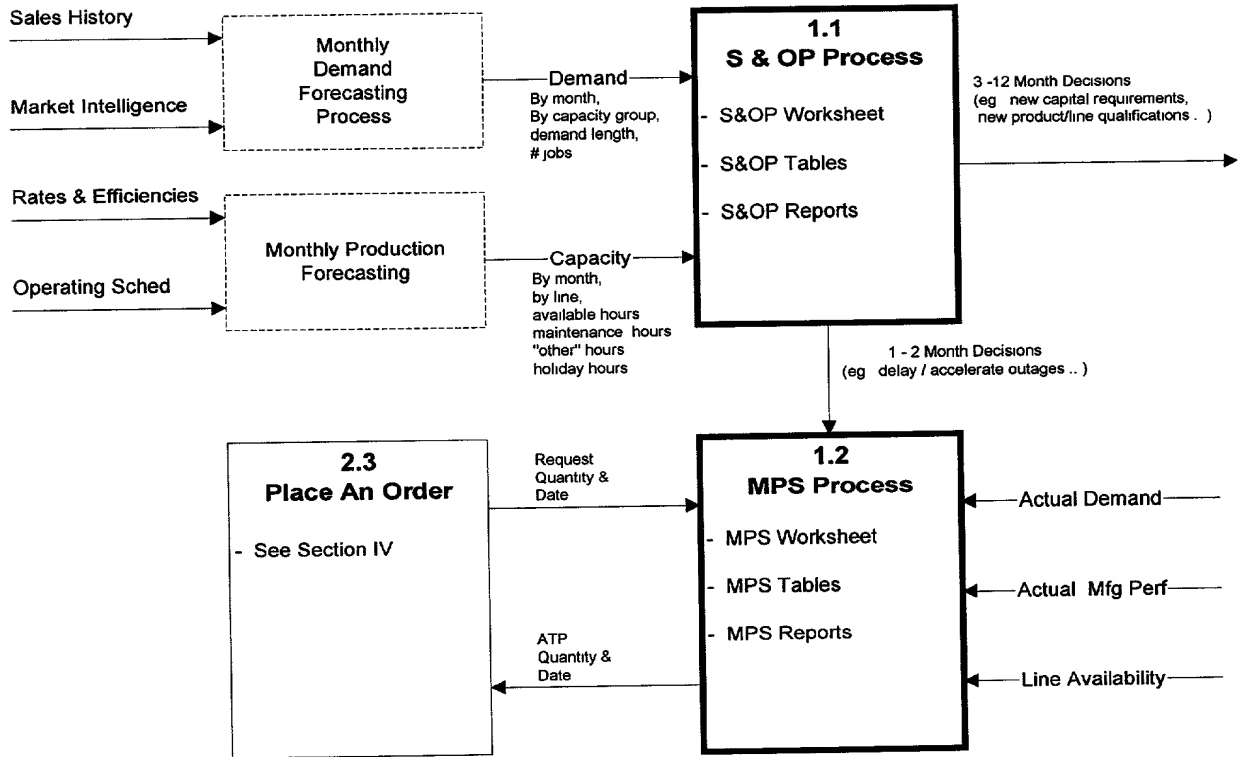 Sales History
Market Intelligence
Rates & Efficiencies
Operating Sched
Monthly
Demand
Forecasting
Process
Monthly Production
Forecasting
Demand
By month,
By capacity group,
demand length,
# jobs
Capacity
By month,
by line,
available hours
maintenance hours
"other" hours
holiday hours
1.1
S & OP Process
- S&OP Worksheet
- S&OP Tables
- S&OP Reports
3 -12 Month Decisions
(eg new capital requirements,
new product/line qualifications . )
1 - 2 Month Decisions
(eg delay / accelerate outages .. )
2.3
Place An Order
- See Section IV
Request
Quantity &
Date
ATP
Quantity &
Date
1.2
MPS Process
- MPS Worksheet
- MPS Tables
- MPS Reports
Actual Demand
Actual Mfg Perf
Line Availability